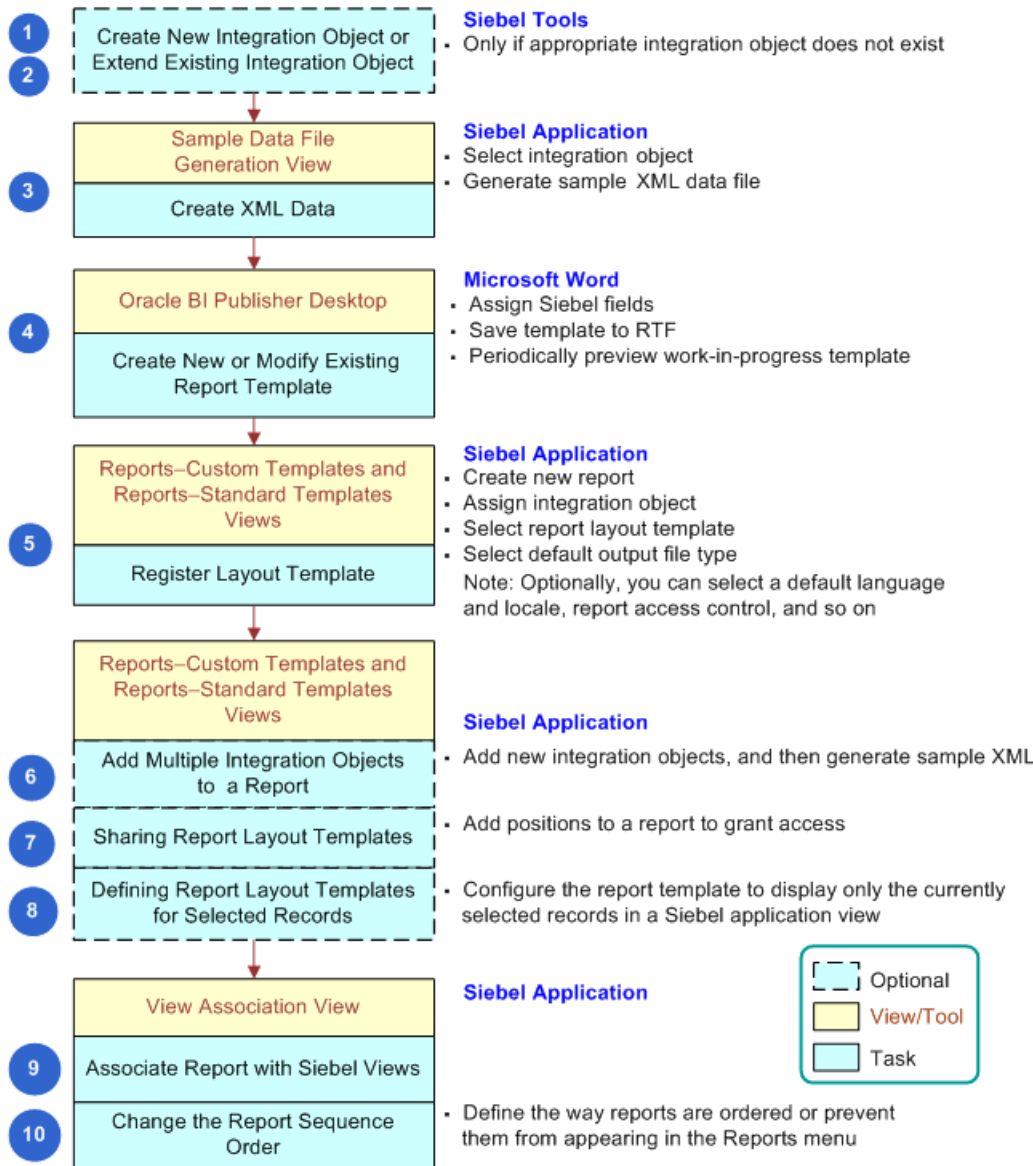 1
2
Create New Integration Object or
Extend Existing Integration Object
Siebel Tools
▪ Only if appropriate integration object does not exist
3
Sample Data File
Generation View
Create XML Data
Siebel Application
▪ Select integration object
▪ Generate sample XML data file
4
Oracle BI Publisher Desktop
Create New or Modify Existing
Report Template
Microsoft Word
▪ Assign Siebel fields
▪ Save template to RTF
▪ Periodically preview work-in-progress template
5
Reports–Custom Templates and
Reports–Standard Templates
Views
Register Layout Template
Siebel Application
▪ Create new report
▪ Assign integration object
▪ Select report layout template
▪ Select default output file type
Note: Optionally, you can select a default language
and locale, report access control, and so on
Reports–Custom Templates and
Reports–Standard Templates
Views
Siebel Application
6
Add Multiple Integration Objects
to a Report
▪ Add new integration objects, and then generate sample XML
7
Sharing Report Layout Templates
▪ Add positions to a report to grant access
8
Defining Report Layout Templates
for Selected Records
▪ Configure the report template to display only the currently
selected records in a Siebel application view
View Association View
Siebel Application
9
Associate Report with Siebel Views
10
Change the Report Sequence
Order
▪ Define the way reports are ordered or prevent
them from appearing in the Reports menu
Optional
View/Tool
Task